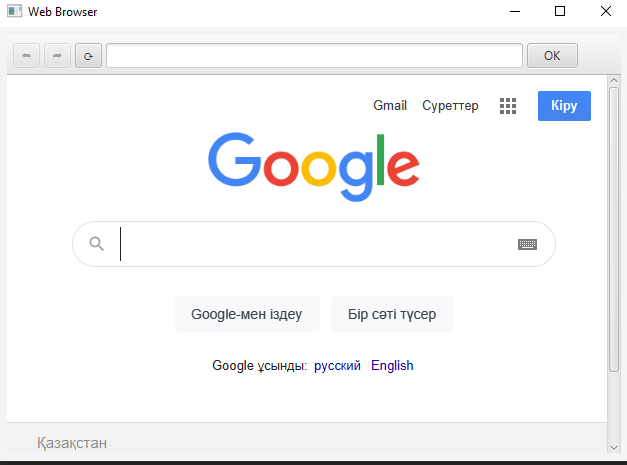 Web Browser
OK
Gmail Суреттер Кіру
Google
Google-мен іздеу Бір сәті түсер
Google ұсынды: русский English
Қазақстан